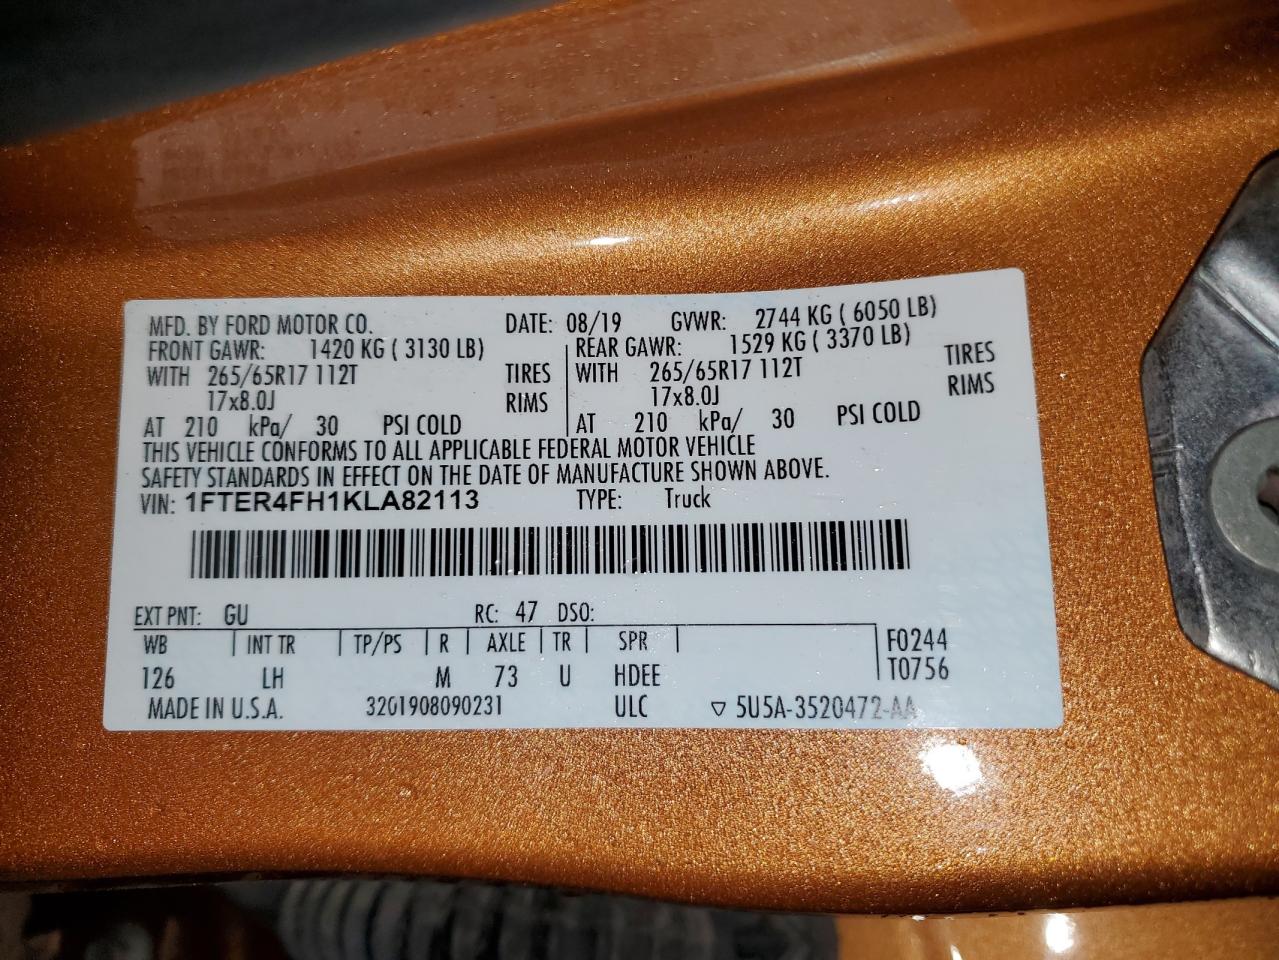 MFD. BY FORD MOTOR CO. DATE: 08/19 GVWR: 2744 KG ( 6050 LB)
FRONT GAWR: 1420 KG ( 3130 LB) REAR GAWR: 1529 KG ( 3370 LB)
WITH 265/65R17 112T TIRES WITH 265/65R17 112T TIRES
17x8.0J RIMS 17x8.0J RIMS
AT 210 kPa/ 30 PSI COLD AT 210 kPa/ 30 PSI COLD
THIS VEHICLE CONFORMS TO ALL APPLICABLE FEDERAL MOTOR VEHICLE
SAFETY STANDARDS IN EFFECT ON THE DATE OF MANUFACTURE SHOWN ABOVE.
VIN: 1FTER4FH1KLA82113 TYPE: Truck
EXT PNT: GU RC: 47 DSO:
WB INT TR TP/PS R AXLE TR SPR F0244
126 LH M 73 U HDEE T0756
MADE IN U.S.A. 3201908090231 ULC ▽ 5U5A-3520472-AA